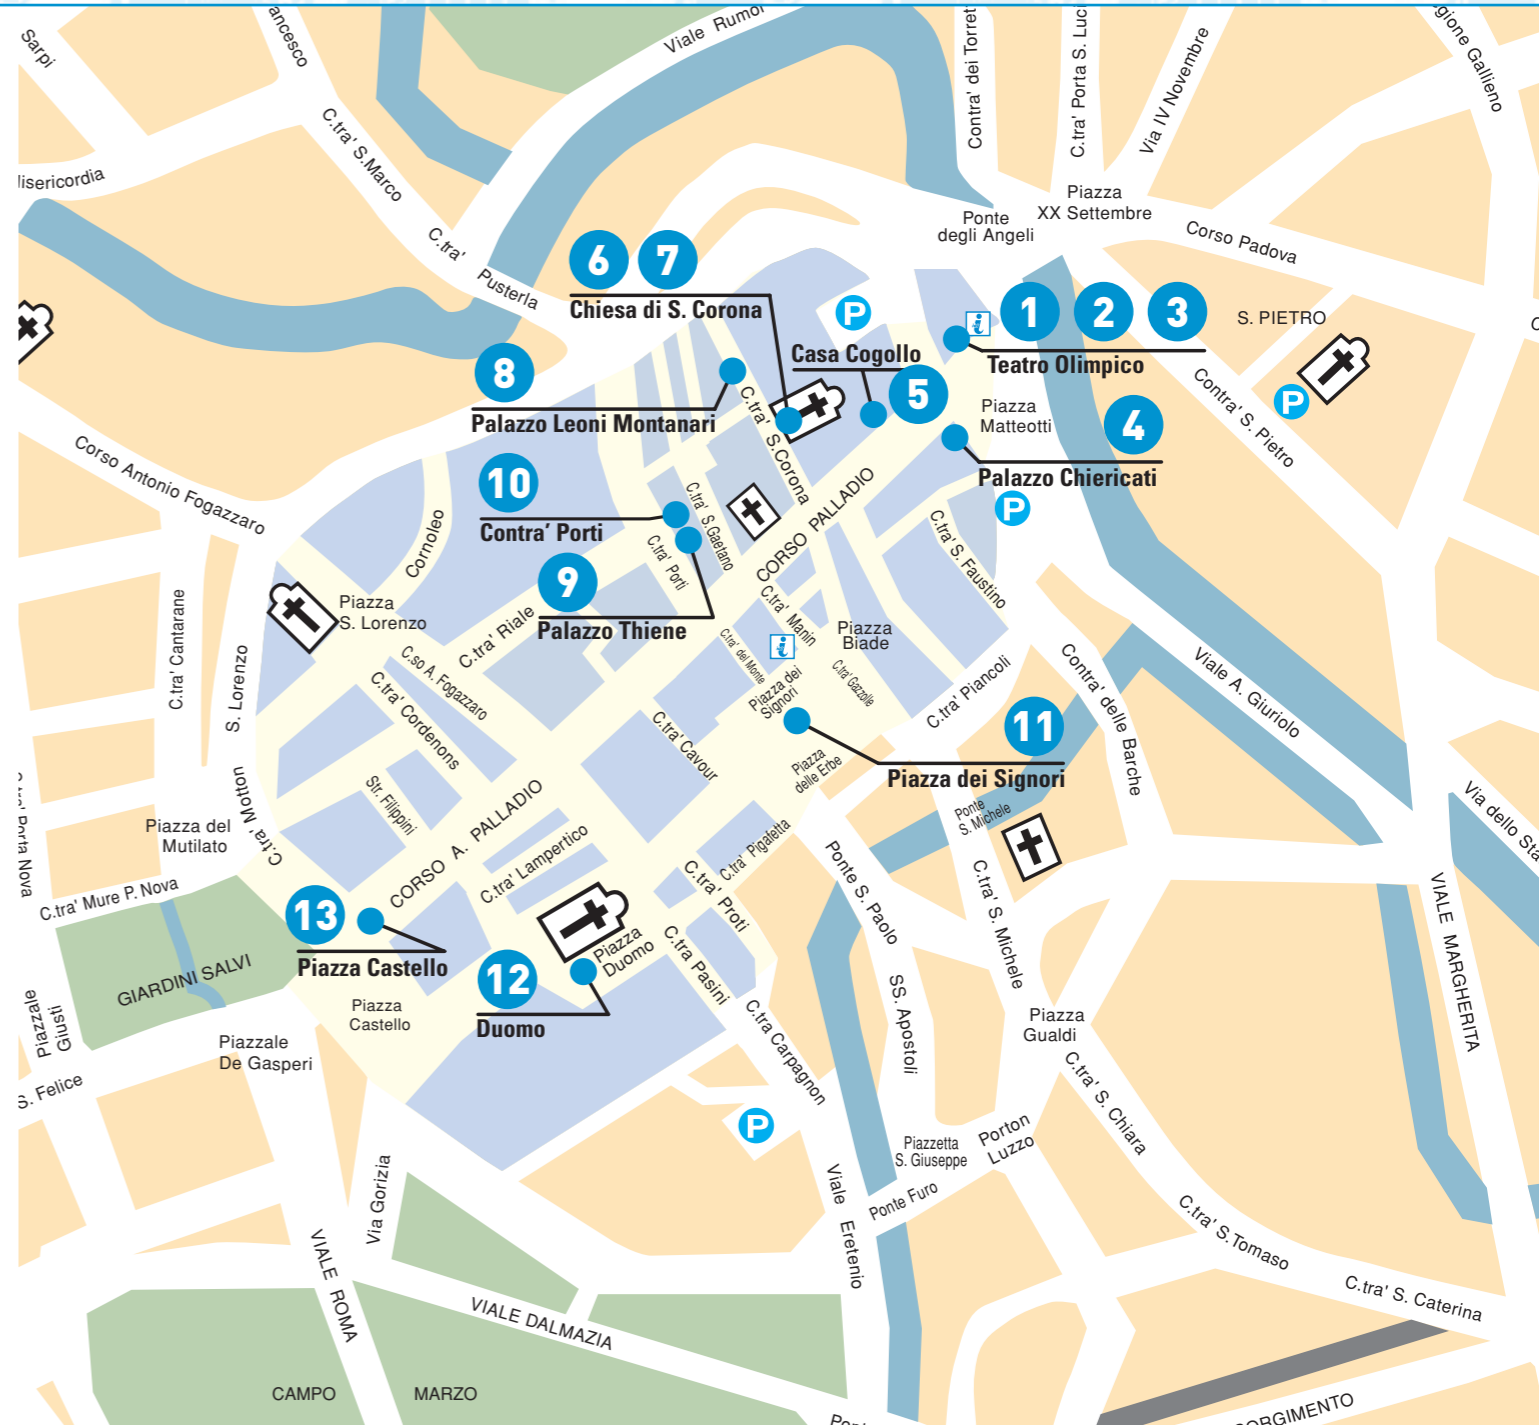 Sarpi
ancesco
Viale Rumor
Contra' dei Torret
C.tra' Porta S. Luci
Via IV Novembre
gione Gallieno
C.tra' S.Marco
isericordia
Piazza
XX Settembre
Ponte
degli Angeli
Corso Padova
C.tra' Pusterla
6
7
Chiesa di S. Corona
P
i
1
2
3
Teatro Olimpico
S. PIETRO
Casa Cogollo
5
8
Palazzo Leoni Montanari
C.tra' S.Corona
Piazza
Matteotti
4
Palazzo Chiericati
P
Contra' S. Pietro
P
Corso Antonio Fogazzaro
10
Contra' Porti
C.tra' S.Gaetano
C.tra' Porti
CORSO PALLADIO
C.tra' S. Faustino
Cornoleo
9
Palazzo Thiene
Piazza
S. Lorenzo
C.tra' Riale
C.tra' Manin
i
Piazza
Biade
C.tra' del Monte
C.tra' Gazzolle
Piazza dei
Signori
C.tra' Cantarane
S. Lorenzo
C.so A. Fogazzaro
C.tra' Cordenons
C.tra' Cavour
C.tra' Piancoli
Contra' delle Barche
Viale A. Giuriolo
11
Piazza dei Signori
Piazza
delle Erbe
Ponte
S. Michele
C.tra' Mutton
Str. Filippini
CORSO A. PALLADIO
C.tra' Lampertico
C.tra' Pigafetta
Porta Nova
Piazza del
Mutilato
C.tra' Mure P. Nova
Via dello Sta
C.tra' Proti
Ponte S. Paolo
C.tra' S. Michele
VIALE MARGHERITA
13
Piazza Castello
GIARDINI SALVI
12
Duomo
Piazza
Duomo
C.tra Pasini
SS. Apostoli
Piazza
Castello
Piazzale
Giusti
Piazzale
De Gasperi
S. Felice
C.tra Carpagnon
Piazza
Gualdi
C.tra' S. Chiara
P
Piazzetta
S. Giuseppe
Porton
Luzzo
Ponte Furo
Viale Eretenio
Via Gorizia
VIALE ROMA
VIALE DALMAZIA
C.tra' S.Tomaso
C.tra' S. Caterina
CAMPO MARZO
ORGIMENTO